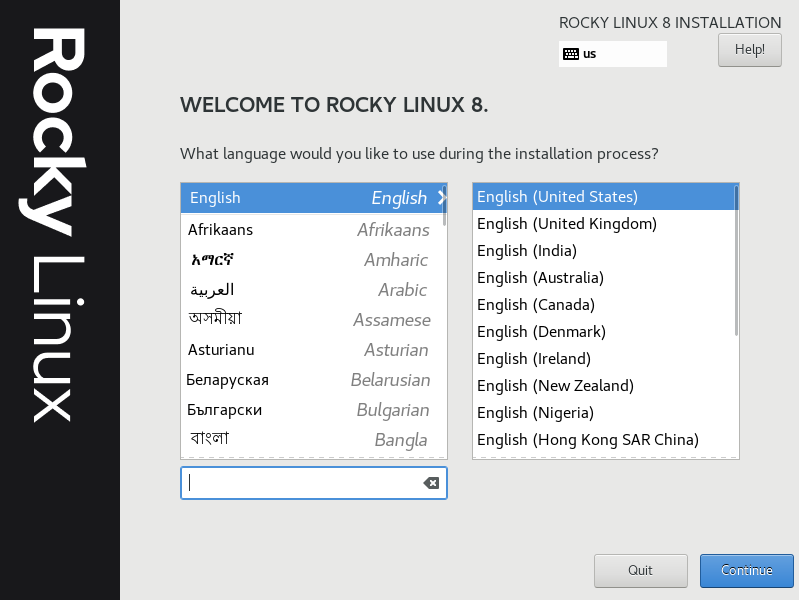 Rocky Linux
ROCKY LINUX 8 INSTALLATION
us
Help!
WELCOME TO ROCKY LINUX 8.
What language would you like to use during the installation process?
English English
Afrikaans Afrikaans
አማርኛ Amharic
العربية Arabic
অসমীয়া Assamese
Asturianu Asturian
Беларуская Belarusian
Български Bulgarian
বাংলা Bangla
English (United States)
English (United Kingdom)
English (India)
English (Australia)
English (Canada)
English (Denmark)
English (Ireland)
English (New Zealand)
English (Nigeria)
English (Hong Kong SAR China)
Quit
Continue